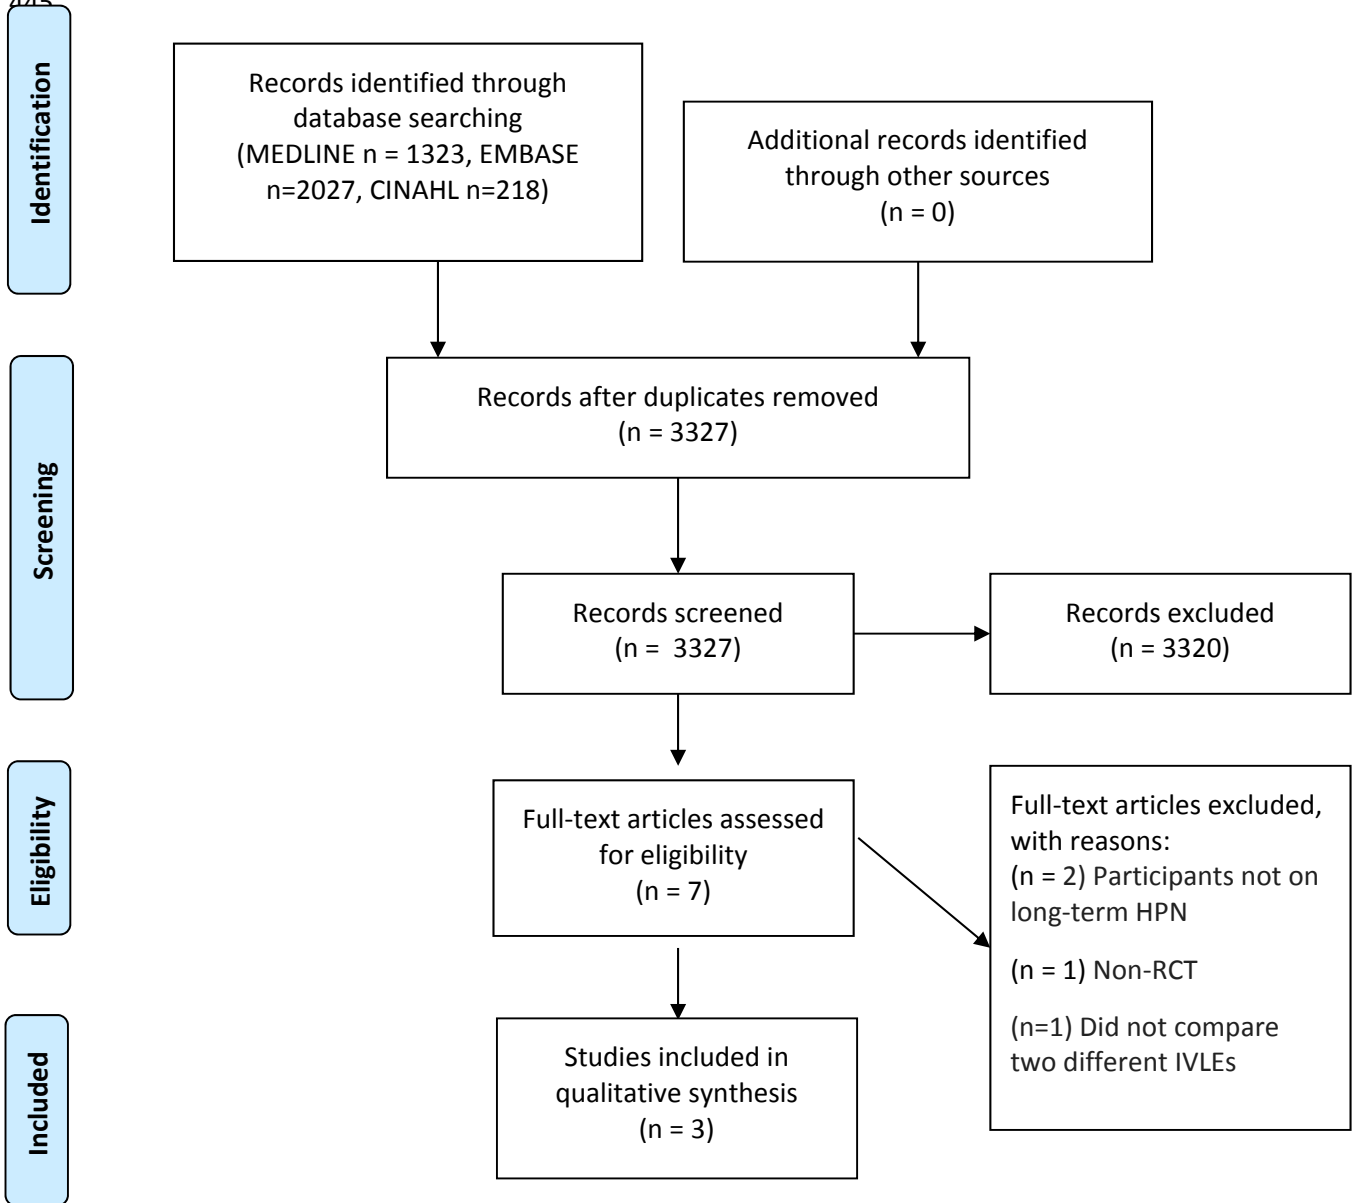 Identification
Records identified through
database searching
(MEDLINE n = 1323, EMBASE
n=2027, CINAHL n=218)
Additional records identified
through other sources
(n = 0)
Screening
Records after duplicates removed
(n = 3327)
Records screened
(n =  3327)
Records excluded
(n = 3320)
Eligibility
Full-text articles assessed
for eligibility
(n = 7)
Full-text articles excluded,
with reasons:
(n = 2) Participants not on
long-term HPN
(n = 1) Non-RCT
(n=1) Did not compare
two different IVLEs
Included
Studies included in
qualitative synthesis
(n = 3)